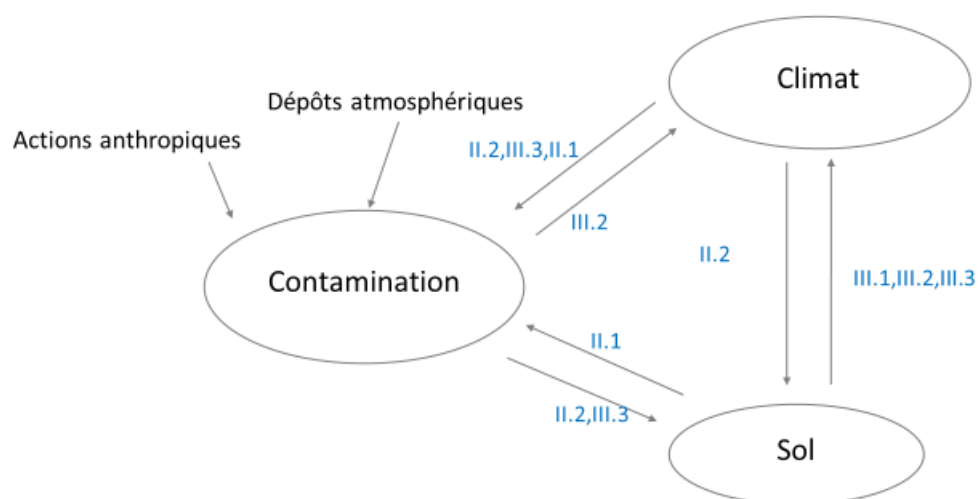 Climat
Dépôts atmosphériques
Actions anthropiques
II.2,III.3,II.1
III.2
II.2
III.1,III.2,III.3
Contamination
II.1
II.2,III.3
Sol